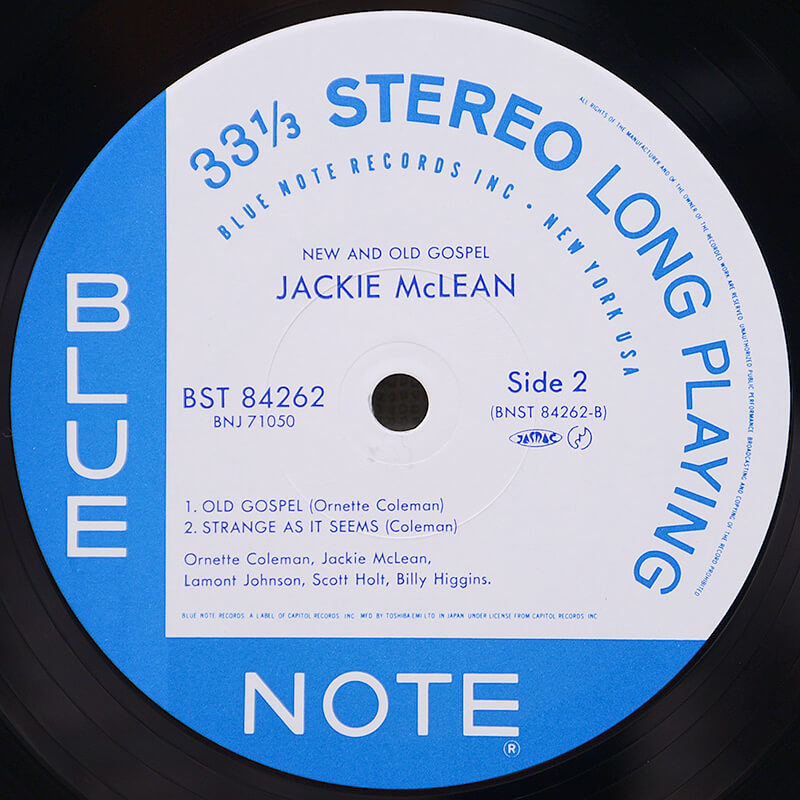 33⅓ STEREO LONG PLAYING
BLUE NOTE RECORDS INC • NEW YORK USA
ALL RIGHTS OF THE MANUFACTURER AND OF THE OWNER OF THE RECORDED WORK ARE RESERVED. UNAUTHORIZED PUBLIC PERFORMANCE BROADCASTING AND COPYING OF THE RECORD PROHIBITED
NEW AND OLD GOSPEL
JACKIE McLEAN
BLUE
BST 84262
BNJ 71050
Side 2
(BNST 84262-B)
JASRAC
1. OLD GOSPEL (Ornette Coleman)
2. STRANGE AS IT SEEMS (Coleman)
Ornette Coleman, Jackie McLean,
Lamont Johnson, Scott Holt, Billy Higgins.
BLUE NOTE RECORDS. A LABEL OF CAPITOL RECORDS. INC. MFD BY TOSHIBA EMI LTD. IN JAPAN UNDER LICENSE FROM CAPITOL RECORDS. INC
NOTE®